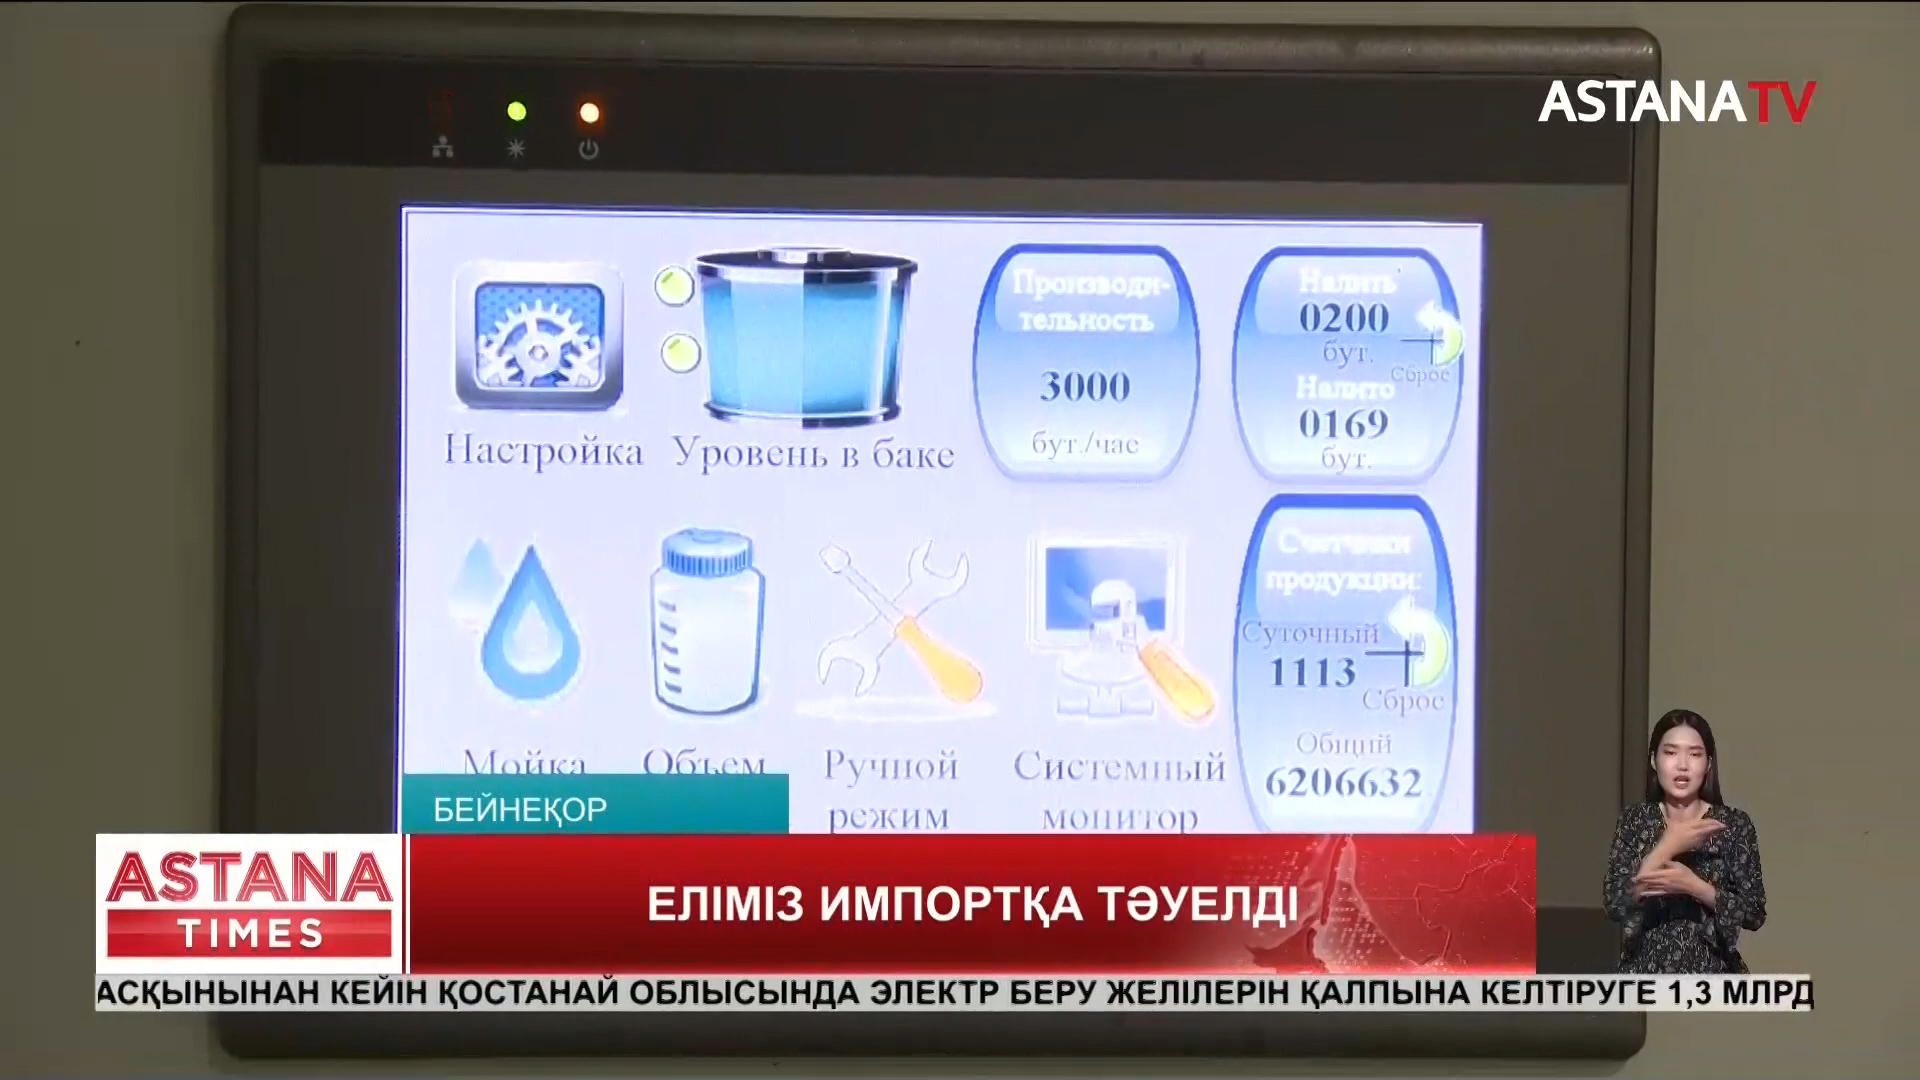 ASTANATV
Производи-
тельность
3000
бут./час
Налить
0200
бут.
Сброс
Налито
0169
бут.
Настройка
Уровень в баке
Счетчики
продукции:
Суточный
1113
Сброс
Общий
6206632
Мойка
Объем
Ручной
режим
Системный
монитор
БЕЙНЕҚОР
ASTANA
TIMES
ЕЛІМІЗ ИМПОРТҚА ТӘУЕЛДІ
АСҚЫНЫНАН КЕЙІН ҚОСТАНАЙ ОБЛЫСЫНДА ЭЛЕКТР БЕРУ ЖЕЛІЛЕРІН ҚАЛПЫНА КЕЛТІРУГЕ 1,3 МЛРД